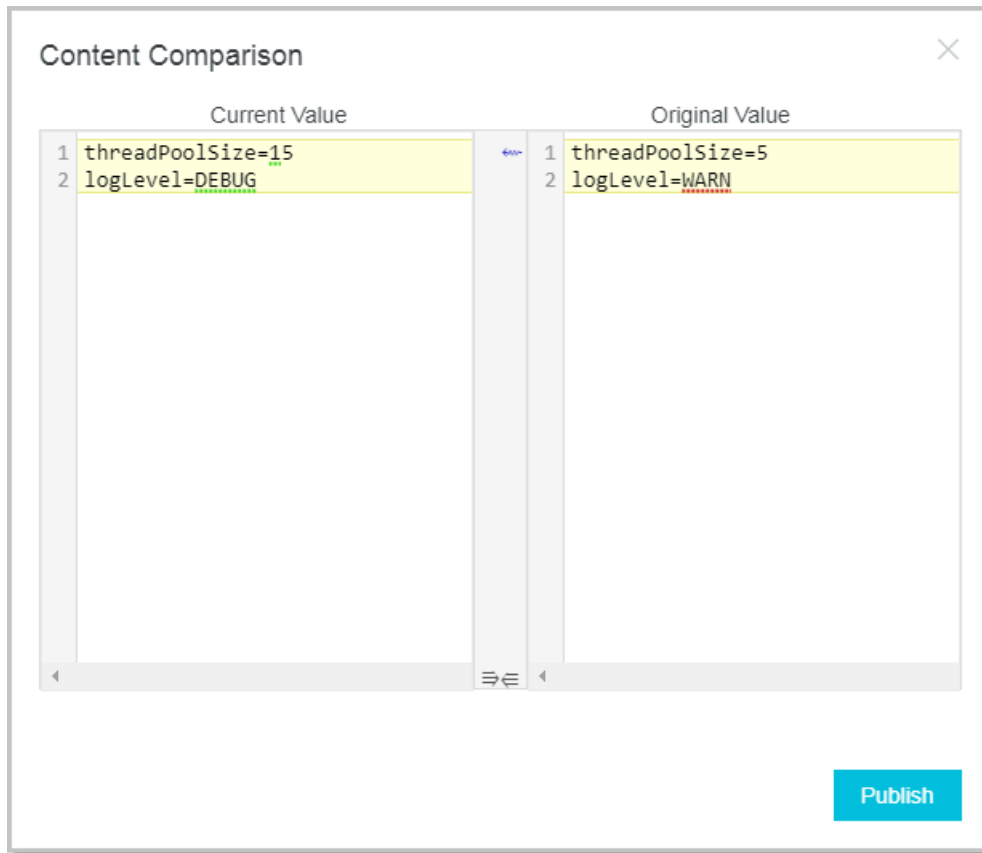 Content Comparison
Current Value
Original Value
1 threadPoolSize=15
2 logLevel=DEBUG
1 threadPoolSize=5
2 logLevel=WARN
Publish